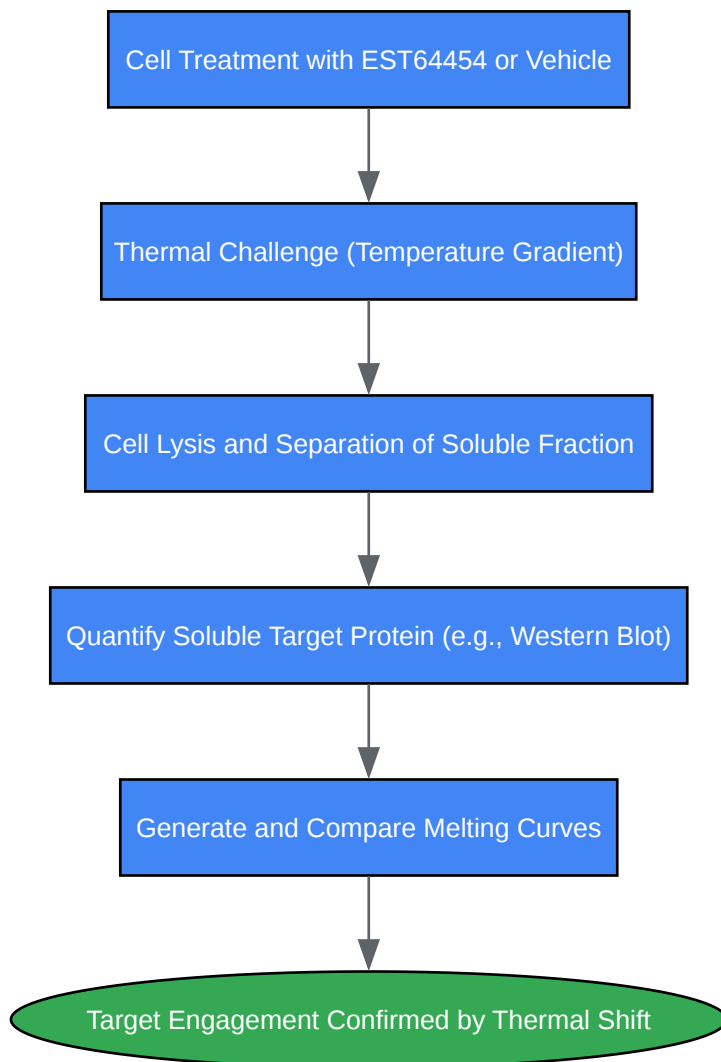 Cell Treatment with EST64454 or Vehicle
Thermal Challenge (Temperature Gradient)
Cell Lysis and Separation of Soluble Fraction
Quantify Soluble Target Protein (e.g., Western Blot)
Generate and Compare Melting Curves
Target Engagement Confirmed by Thermal Shift